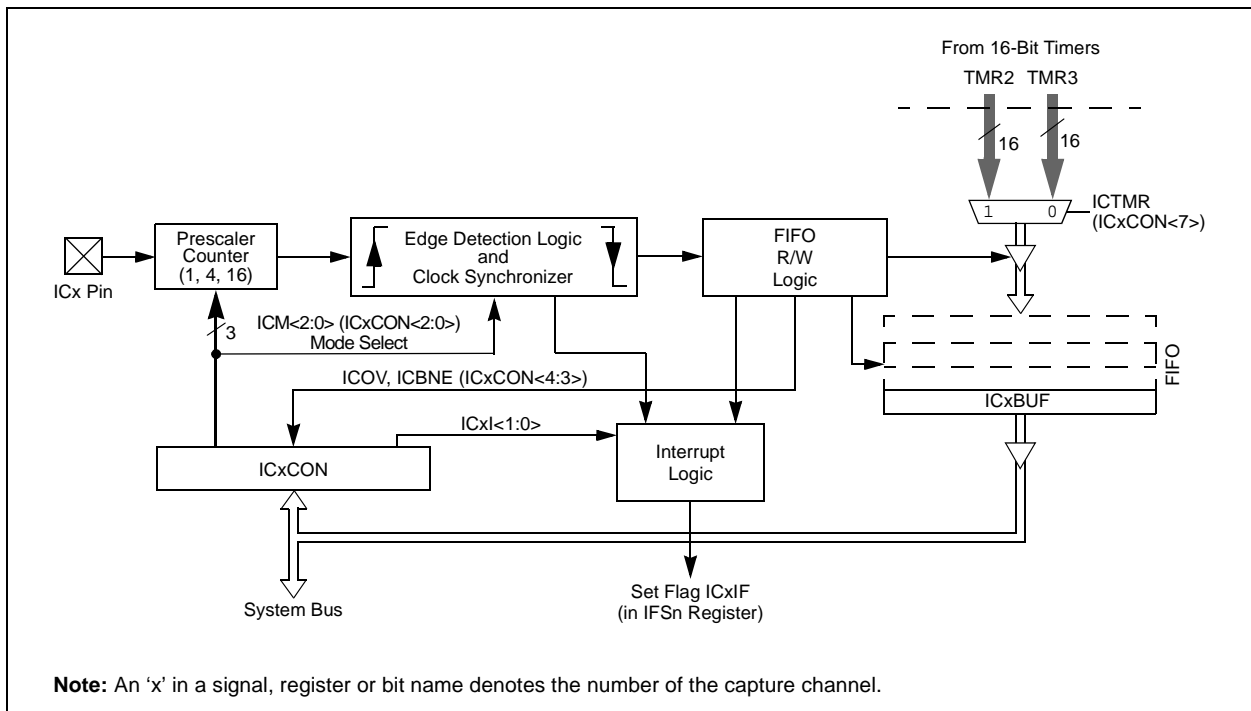 From 16-Bit Timers
TMR2 TMR3
16 16
1 0
ICTMR
(ICxCON<7>)
Prescaler
Counter
(1, 4, 16)
Edge Detection Logic
and
Clock Synchronizer
FIFO
R/W
Logic
ICx Pin
3
ICM<2:0> (ICxCON<2:0>)
Mode Select
FIFO
ICOV, ICBNE (ICxCON<4:3>)
ICxBUF
ICxI<1:0>
ICxCON
Interrupt
Logic
System Bus
Set Flag ICxIF
(in IFSn Register)
Note: An ‘x’ in a signal, register or bit name denotes the number of the capture channel.